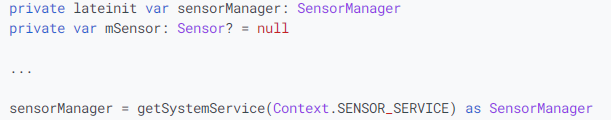 private lateinit var sensorManager: SensorManager
private var mSensor: Sensor? = null
...
sensorManager = getSystemService(Context.SENSOR_SERVICE) as SensorManager